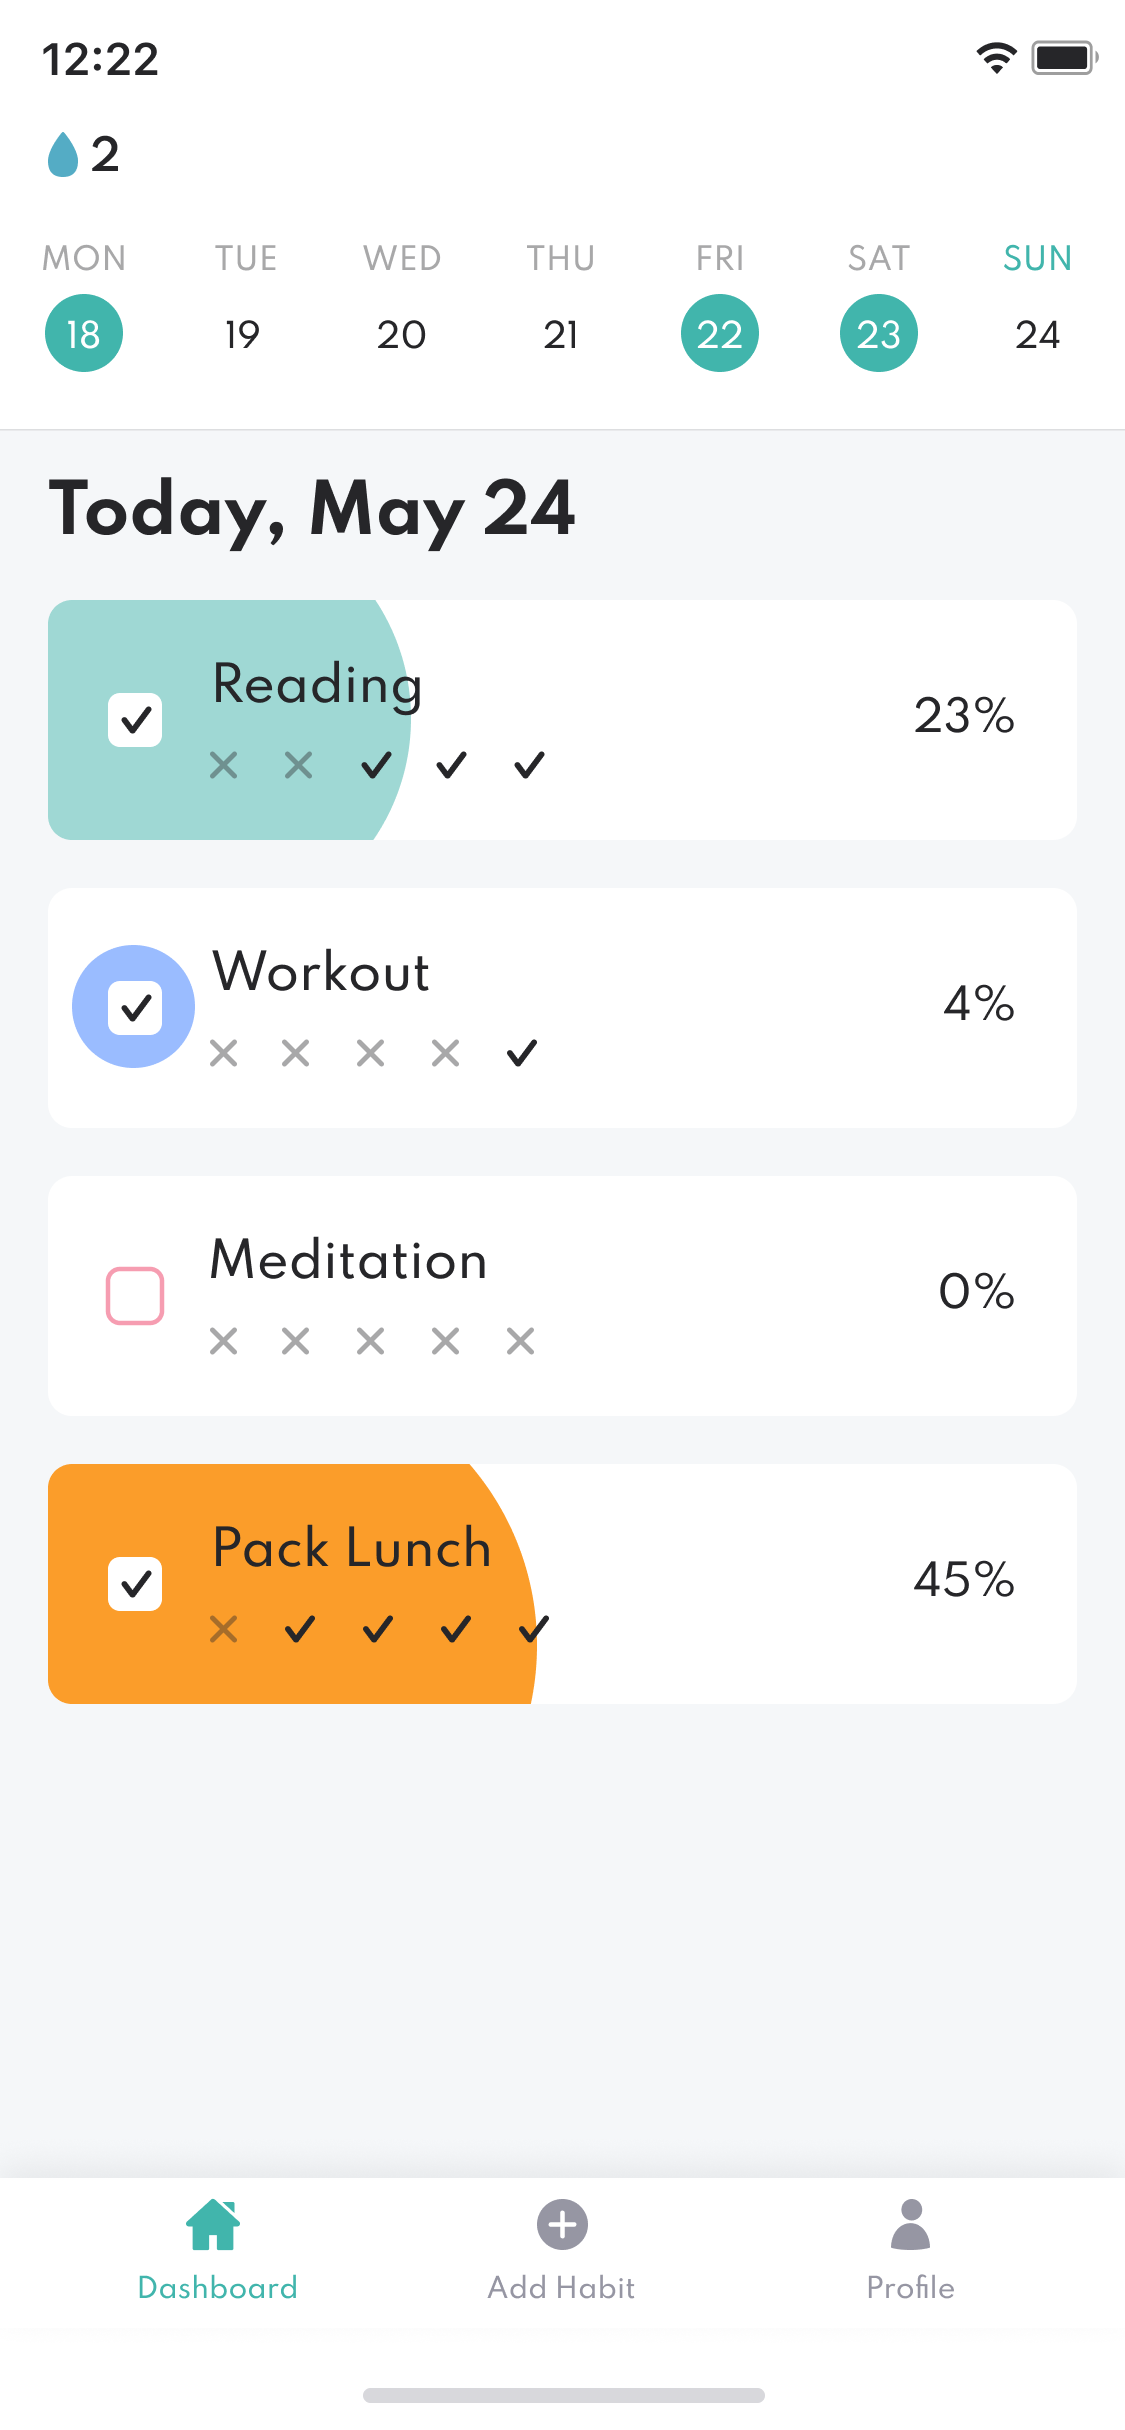 12:22
2
MON TUE WED THU FRI SAT SUN
18 19 20 21 22 23 24
Today, May 24
Reading
23%
Workout
4%
Meditation
0%
Pack Lunch
45%
Dashboard Add Habit Profile